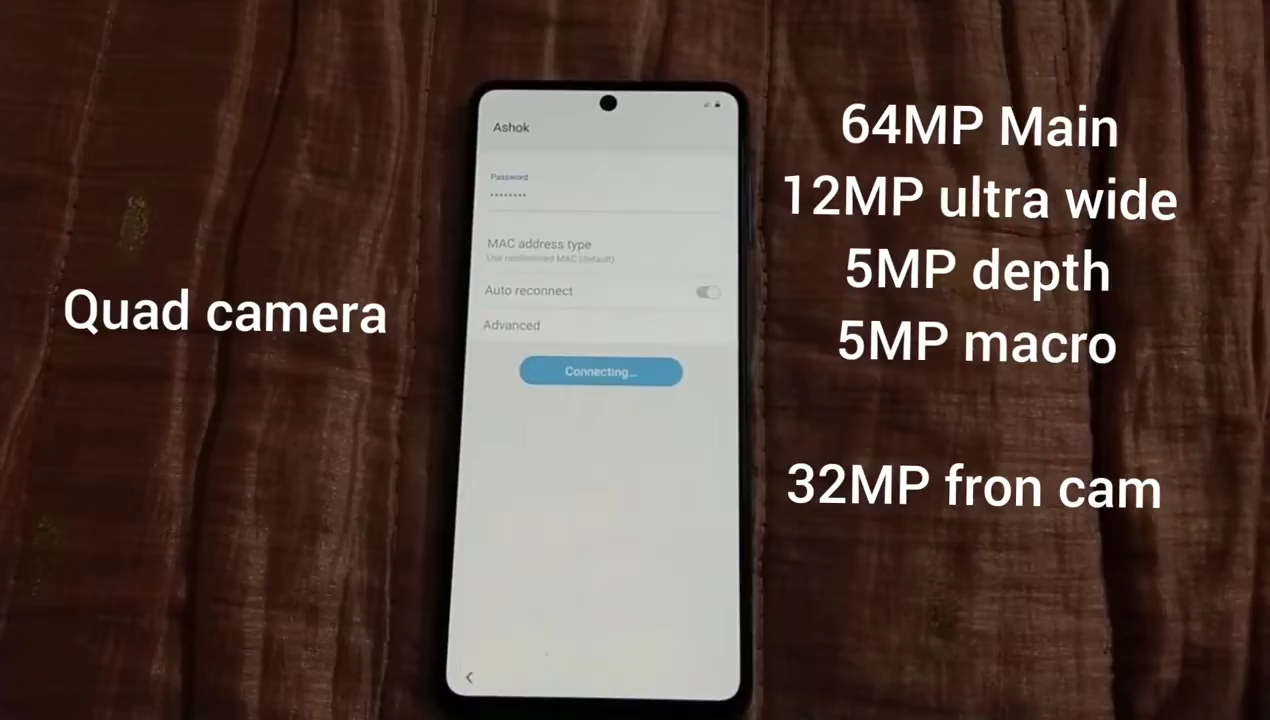 Quad camera
Ashok
Password
••••••••
MAC address type
Use randomized MAC (default)
Auto reconnect
Advanced
Connecting...
64MP Main
12MP ultra wide
5MP depth
5MP macro
32MP fron cam